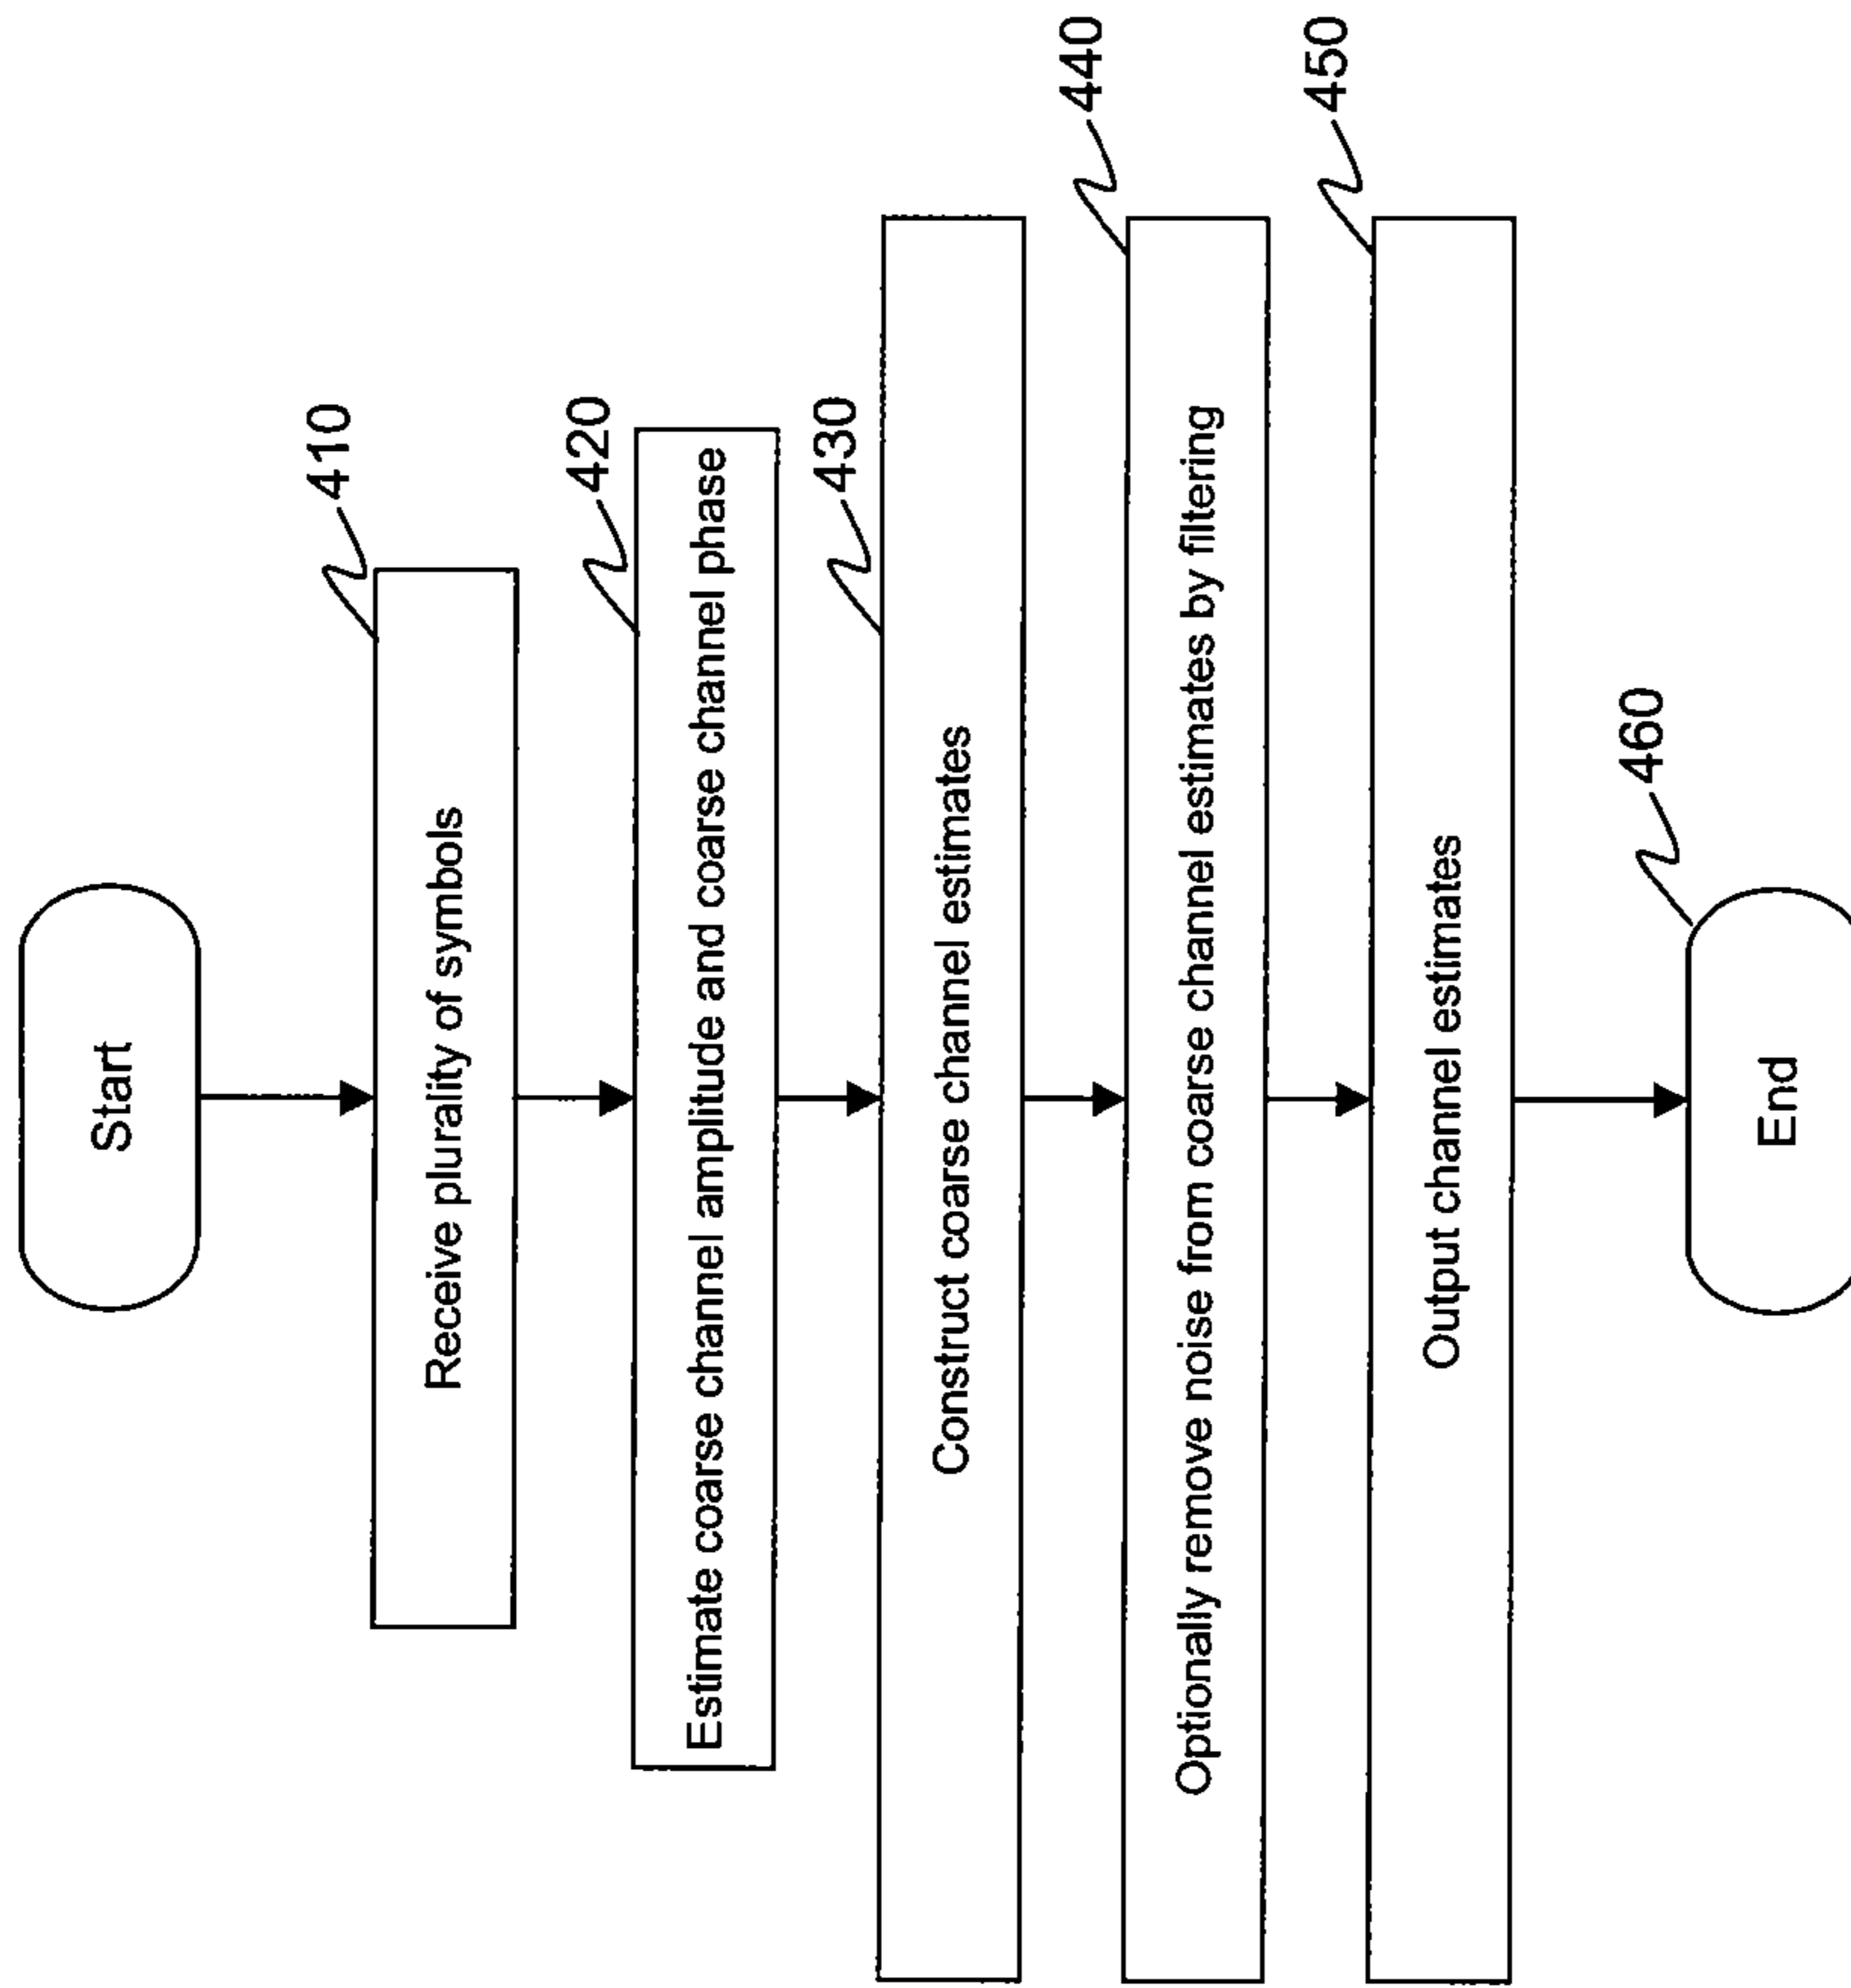 Start
410
Receive plurality of symbols
420
Estimate coarse channel amplitude and coarse channel phase
430
Construct coarse channel estimates
440
Optionally remove noise from coarse channel estimates by filtering
450
Output channel estimates
460
End